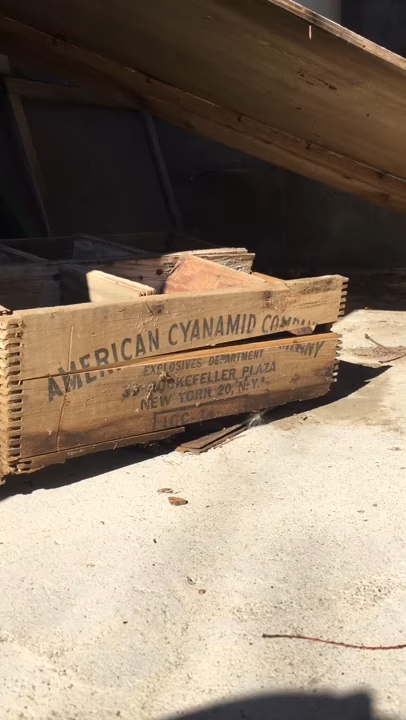 AMERICAN CYANAMID COMPANY
EXPLOSIVES DEPARTMENT
30 ROCKEFELLER PLAZA
NEW YORK 20, N.Y.